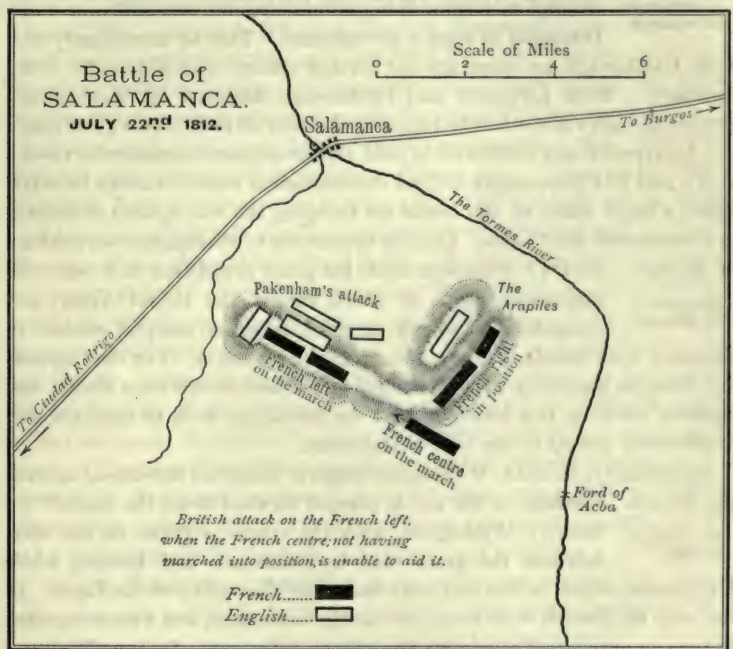 Battle of
SALAMANCA.
JULY 22nd 1812.
Scale of Miles
0 2 4 6
Salamanca
To Burgos
The Tormes River
The
Arapiles
Pakenham's attack
French left
on the march
French right
in position
French centre
on the march
To Ciudad Rodrigo
Ford of
Acba
British attack on the French left,
when the French centre; not having
marched into position, is unable to aid it.
French......
English......